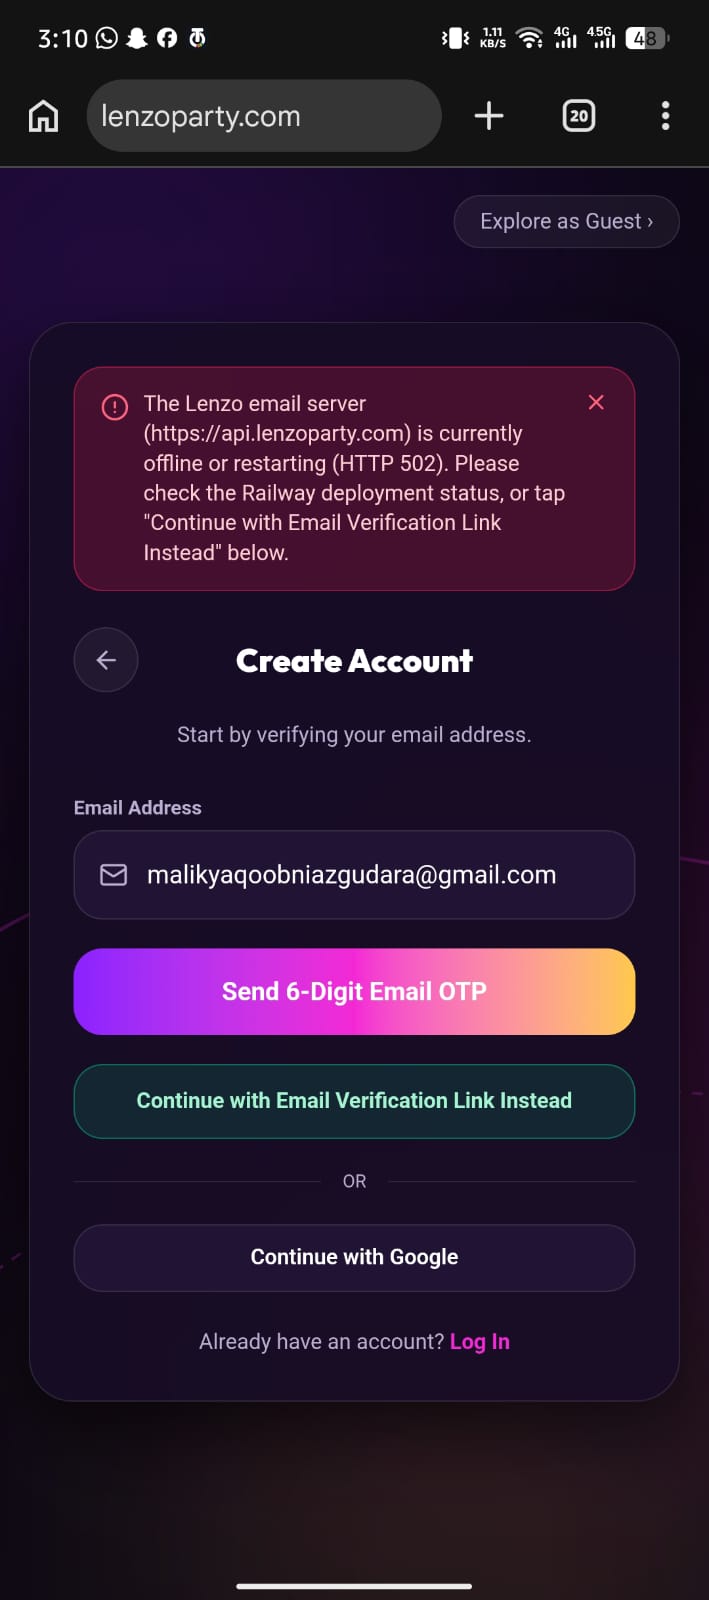 3:10
1.11
KB/S
4G
4.5G
48
lenzoparty.com
20
Explore as Guest ›
The Lenzo email server
(https://api.lenzoparty.com) is currently
offline or restarting (HTTP 502). Please
check the Railway deployment status, or tap
"Continue with Email Verification Link
Instead" below.
Create Account
Start by verifying your email address.
Email Address
malikyaqoobniazgudara@gmail.com
Send 6-Digit Email OTP
Continue with Email Verification Link Instead
OR
Continue with Google
Already have an account? Log In